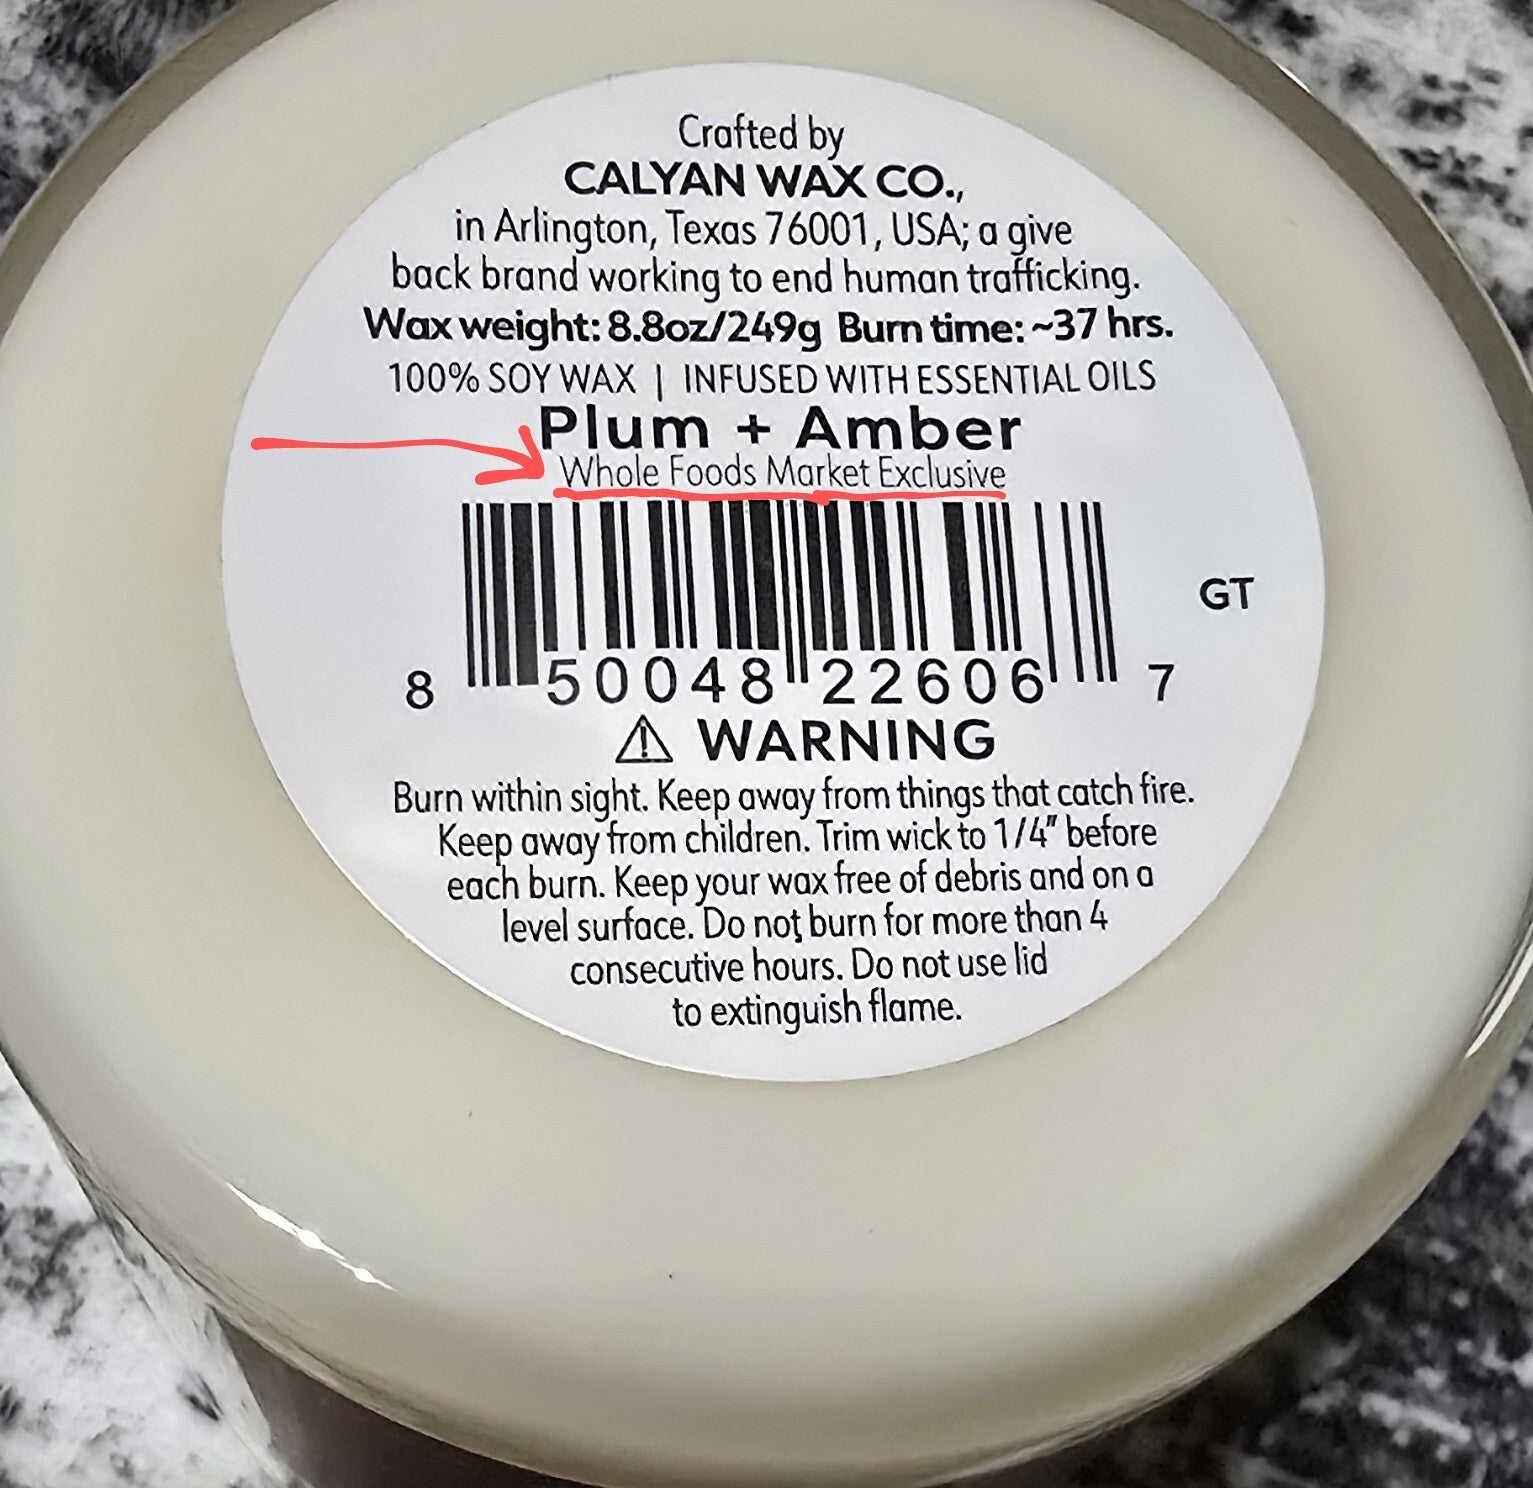 Crafted by
CALYAN WAX CO.,
in Arlington, Texas 76001, USA; a give
back brand working to end human trafficking.
Wax weight: 8.8oz/249g Burn time: ~37 hrs.
100% SOY WAX | INFUSED WITH ESSENTIAL OILS
Plum + Amber
Whole Foods Market Exclusive
GT
8 50048 22606 7
⚠ WARNING
Burn within sight. Keep away from things that catch fire.
Keep away from children. Trim wick to 1/4" before
each burn. Keep your wax free of debris and on a
level surface. Do not burn for more than 4
consecutive hours. Do not use lid
to extinguish flame.